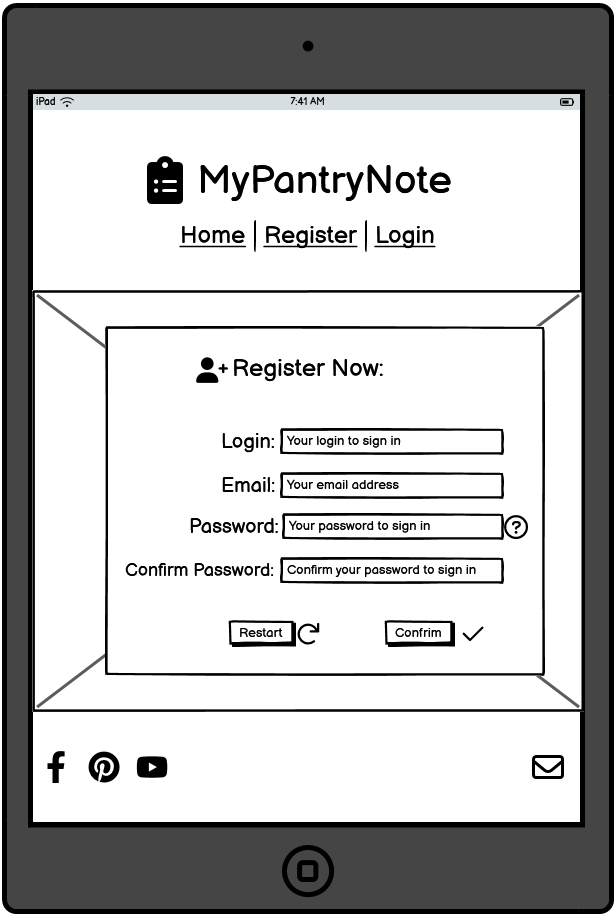 iPad 7:41 AM
MyPantryNote
Home | Register | Login
Register Now:
Login: Your login to sign in
Email: Your email address
Password: Your password to sign in ?
Confirm Password: Confirm your password to sign in
Restart Confrim